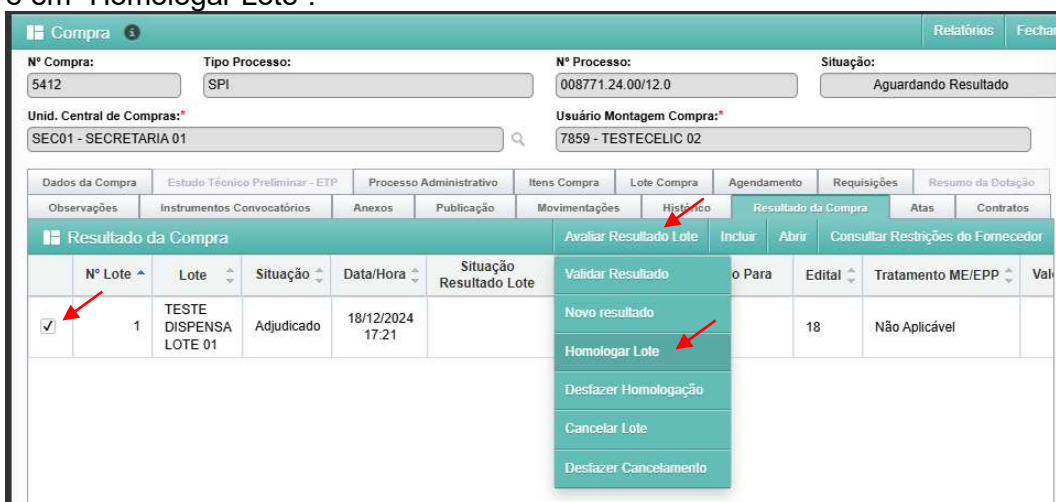 e em "Homologar Lote".
Compra
Relatórios Fechar
Nº Compra: Tipo Processo: Nº Processo: Situação:
5412 SPI 008771.24.00/12.0 Aguardando Resultado
Unid. Central de Compras:* Usuário Montagem Compra:*
SEC01 - SECRETARIA 01 7859 - TESTECELIC 02
Dados da Compra Estudo Técnico Preliminar - ETP Processo Administrativo Itens Compra Lote Compra Agendamento Requisições Resumo da Dotação
Observações Instrumentos Convocatórios Anexos Publicação Movimentações Histórico Resultado da Compra Atas Contratos
Resultado da Compra Avaliar Resultado Lote Incluir Abrir Consultar Restrições do Fornecedor
Nº Lote Lote Situação Data/Hora Situação Resultado Lote o Para Edital Tratamento ME/EPP
1 TESTE DISPENSA LOTE 01 Adjudicado 18/12/2024 17:21 18 Não Aplicável
Validar Resultado
Novo resultado
Homologar Lote
Desfazer Homologação
Cancelar Lote
Desfazer Cancelamento